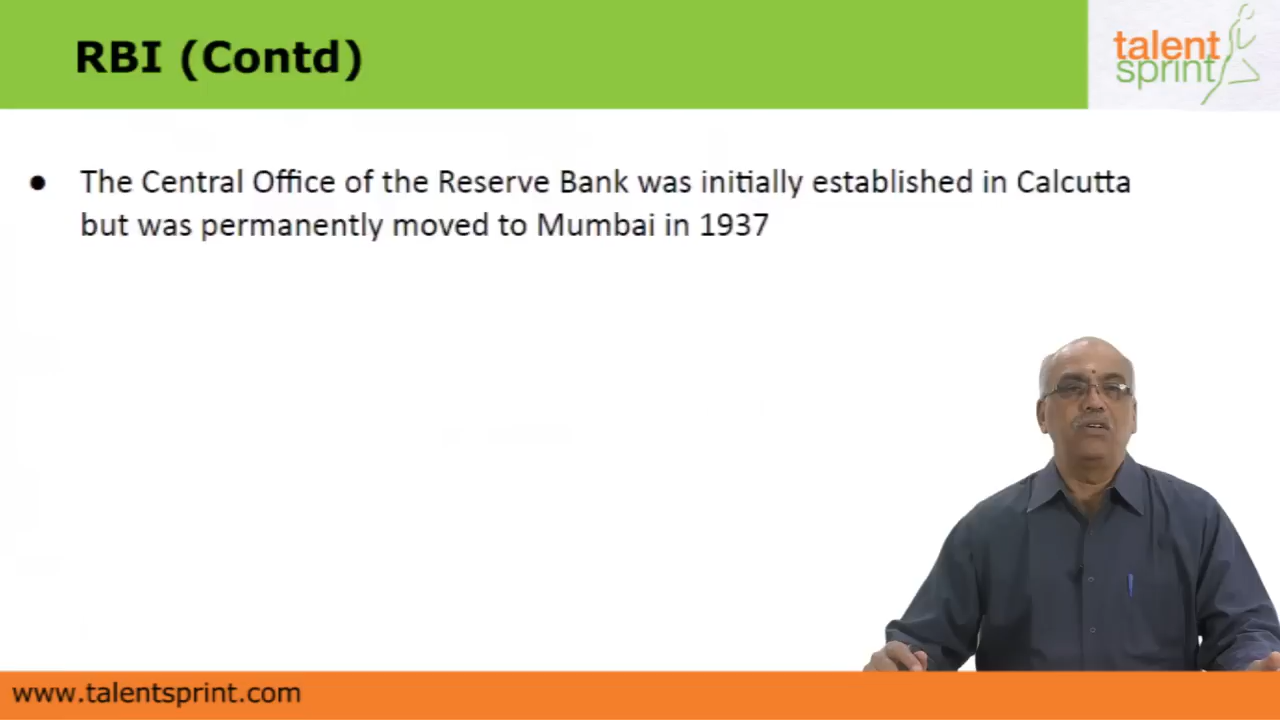 RBI (Contd)
talent
sprint
● The Central Office of the Reserve Bank was initially established in Calcutta
but was permanently moved to Mumbai in 1937
www.talentsprint.com